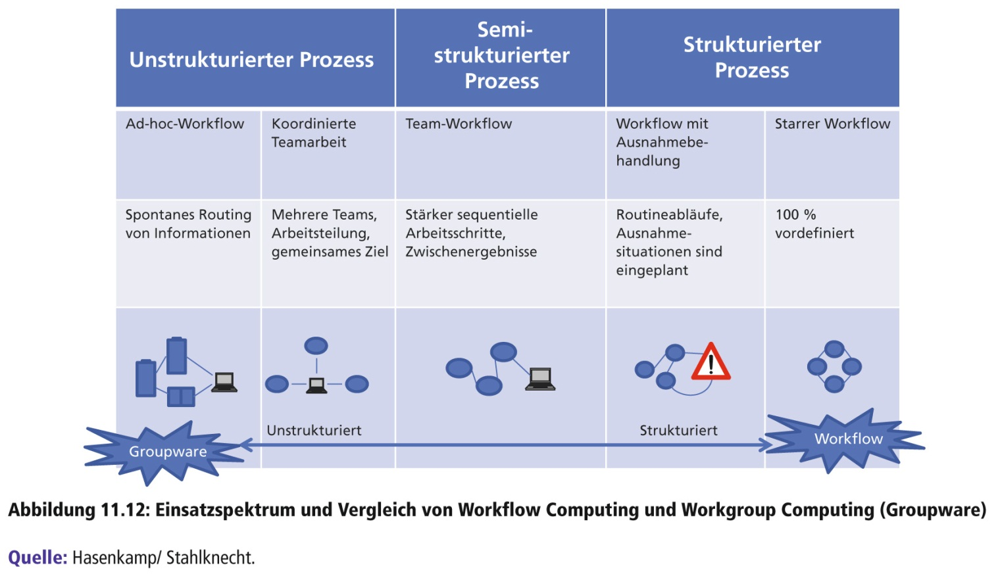 Unstrukturierter Prozess
Semi-
strukturierter
Prozess
Strukturierter
Prozess
Ad-hoc-Workflow
Koordinierte
Teamarbeit
Team-Workflow
Workflow mit
Ausnahmebe-
handlung
Starrer Workflow
Spontanes Routing
von Informationen
Mehrere Teams,
Arbeitsteilung,
gemeinsames Ziel
Stärker sequentielle
Arbeitsschritte,
Zwischenergebnisse
Routineabläufe,
Ausnahme-
situationen sind
eingeplant
100 %
vordefiniert
!
Unstrukturiert
Strukturiert
Groupware
Workflow
Abbildung 11.12: Einsatzspektrum und Vergleich von Workflow Computing und Workgroup Computing (Groupware)
Quelle: Hasenkamp/ Stahlknecht.